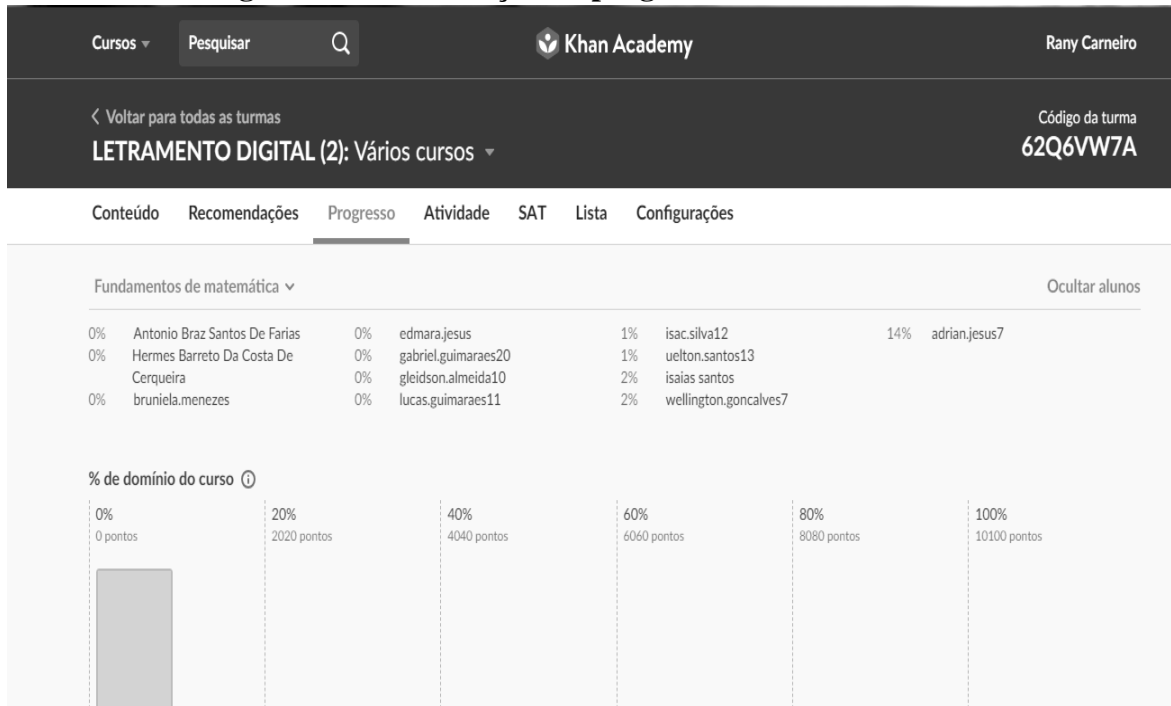 Cursos Pesquisar Khan Academy Rany Carneiro
Voltar para todas as turmas Código da turma
LETRAMENTO DIGITAL (2): Vários cursos 62Q6VW7A
Conteúdo Recomendações Progresso Atividade SAT Lista Configurações
Fundamentos de matemática Ocultar alunos
0% Antonio Braz Santos De Farias 0% edmara.jesus 1% isac.silva12 14% adrian.jesus7
0% Hermes Barreto Da Costa De 0% gabriel.guimaraes20 1% uelton.santos13
Cerqueira 0% gleidson.almeida10 2% isaias santos
0% bruniela.menezes 0% lucas.guimaraes11 2% wellington.goncalves7
% de domínio do curso
0% 20% 40% 60% 80% 100%
0 pontos 2020 pontos 4040 pontos 6060 pontos 8080 pontos 10100 pontos